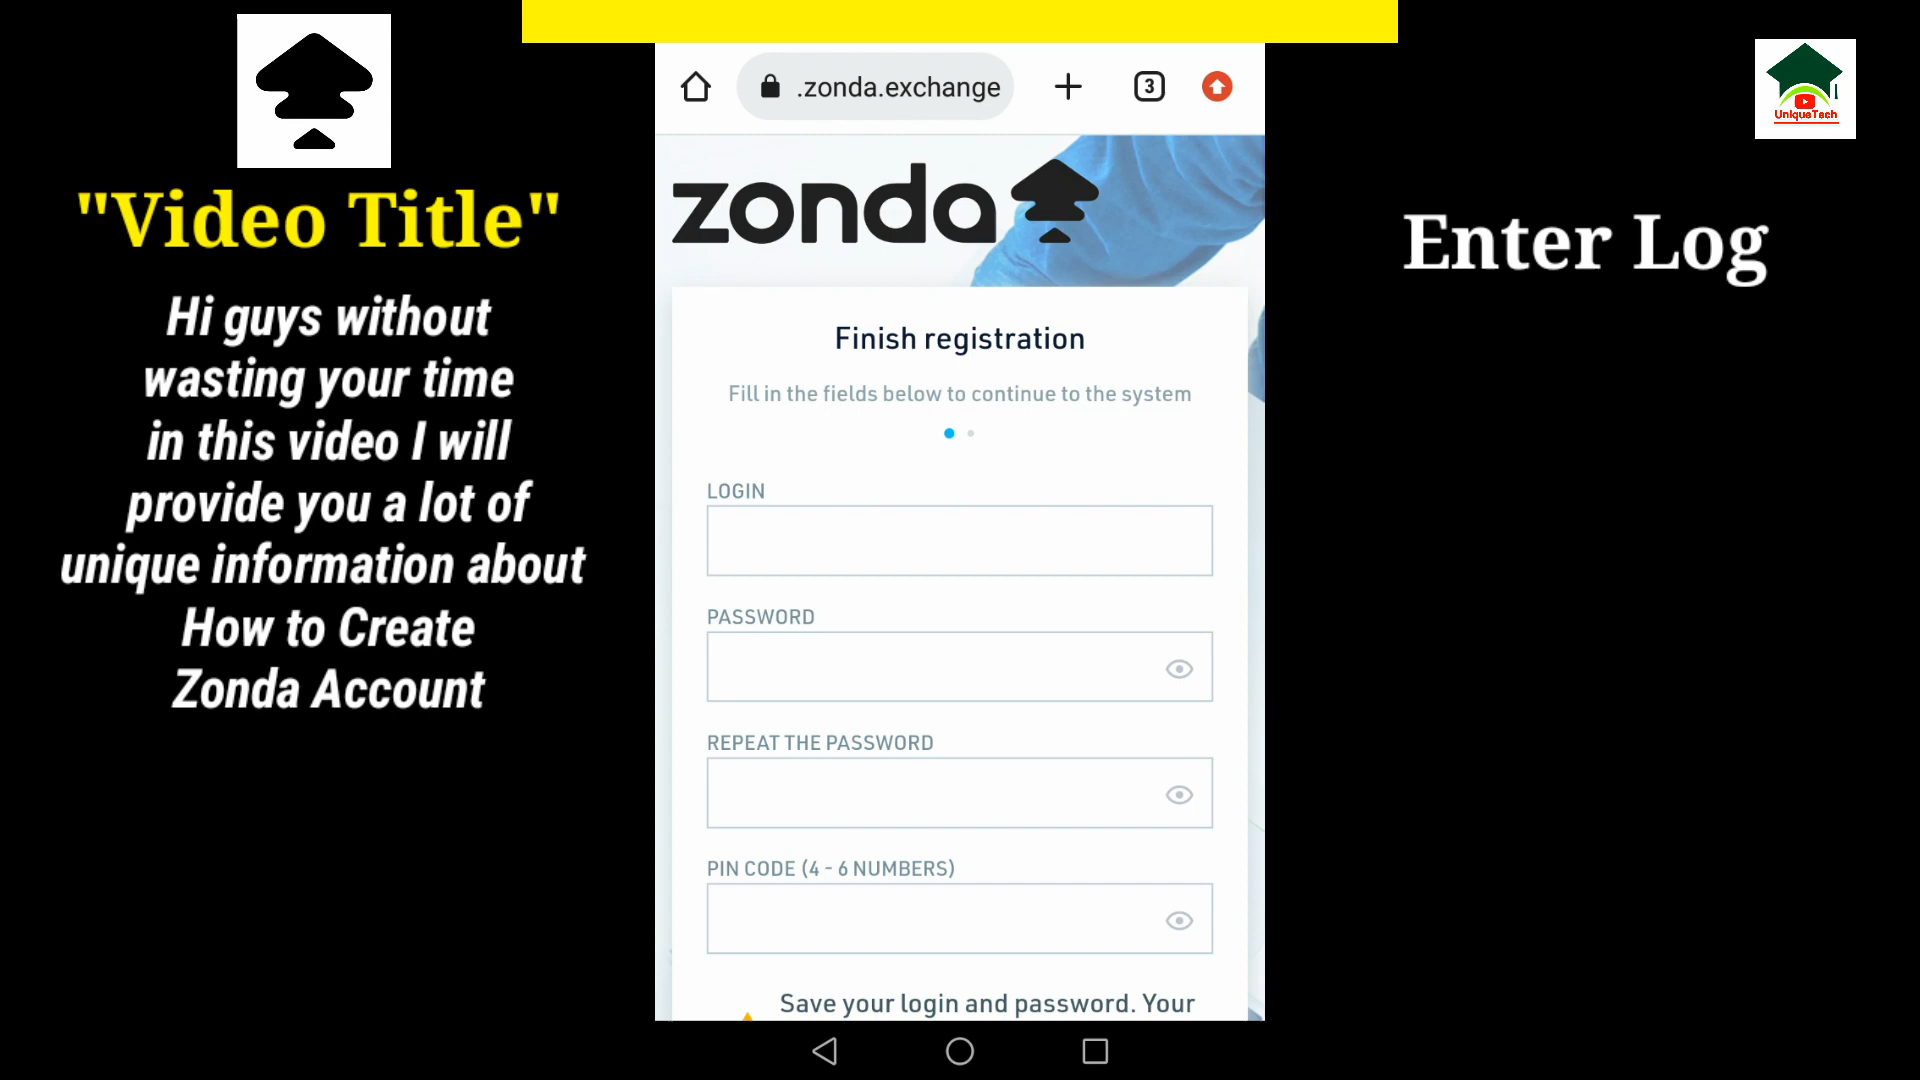 "Video Title"
Hi guys without
wasting your time
in this video I will
provide you a lot of
unique information about
How to Create
Zonda Account
.zonda.exchange
3
zonda
Finish registration
Fill in the fields below to continue to the system
LOGIN
PASSWORD
REPEAT THE PASSWORD
PIN CODE (4 - 6 NUMBERS)
Save your login and password. Your
UniqueTech
Enter Log